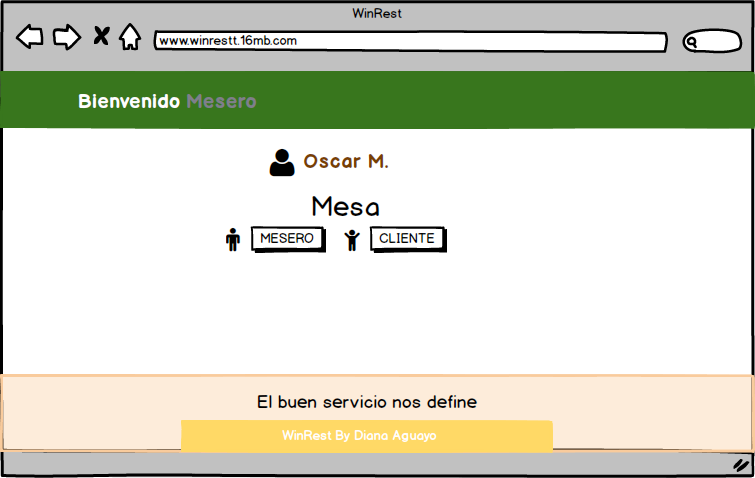 WinRest
www.winrestt.16mb.com
Bienvenido Mesero
Oscar M.
Mesa
MESERO CLIENTE
El buen servicio nos define
WinRest By Diana Aguayo